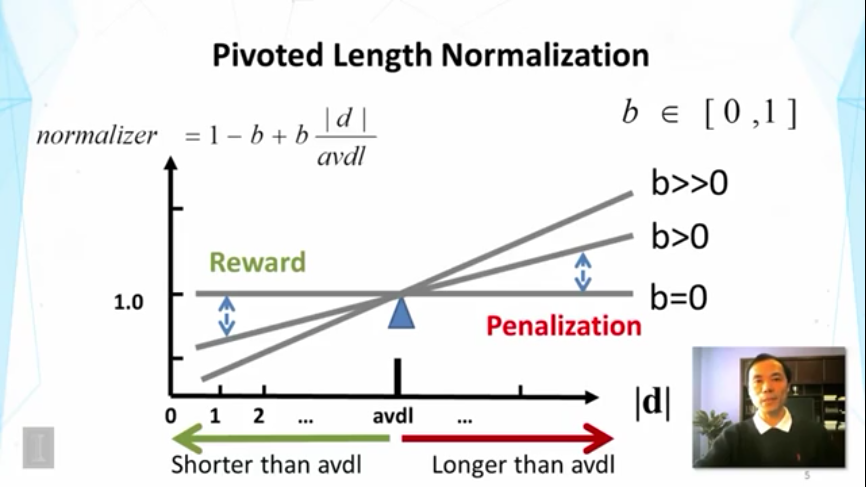 Pivoted Length Normalization
normalizer = 1 − b + b |d| / avdl
b ∈ [0,1]
b>>0
b>0
Reward
1.0
b=0
Penalization
0 1 2 ... avdl ...
|d|
Shorter than avdl
Longer than avdl
I
5